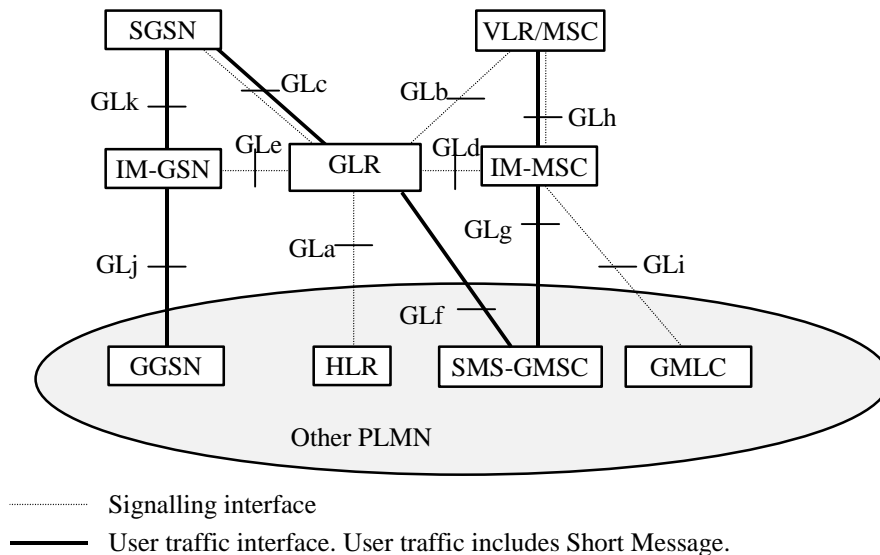 SGSN
VLR/MSC
GLc
GLk
GLb
GLh
GLe
GLd
IM-GSN
GLR
IM-MSC
GLg
GLa
GLj
GLi
GLf
GGSN
HLR
SMS-GMSC
GMLC
Other PLMN
Signalling interface
User traffic interface. User traffic includes Short Message.